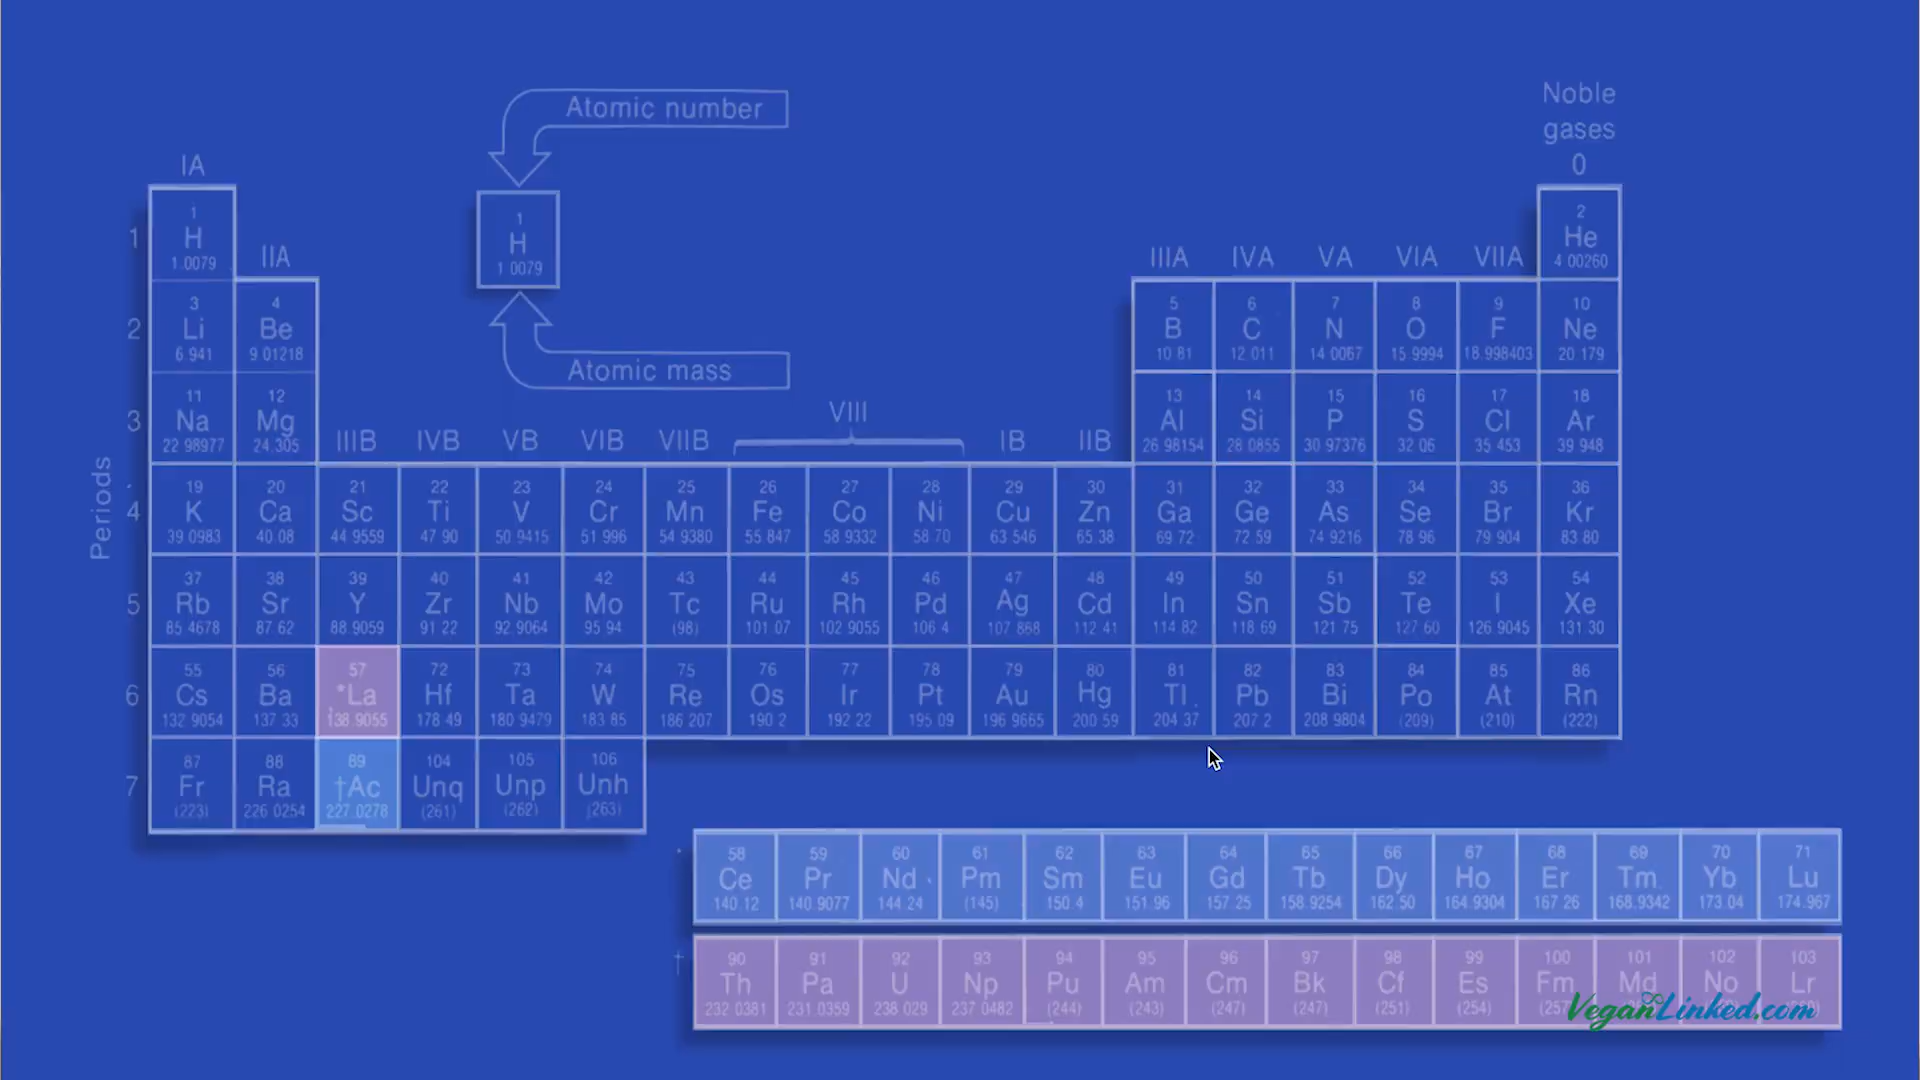 Atomic number
Noble
gases
IA
0
1
1 H 1.0079
1 H 1 0079
2 He 4 00260
IIA
IIIA IVA VA VIA VIIA
2
3 Li 6 941
4 Be 9 01218
5 B 10 81
6 C 12 011
7 N 14 0067
8 O 15 9994
9 F 18.998403
10 Ne 20 179
Atomic mass
3
11 Na 22 98977
12 Mg 24.305
13 Al 26 98154
14 Si 28 0855
15 P 30 97376
16 S 32 06
17 Cl 35 453
18 Ar 39 948
IIIB IVB VB VIB VIIB VIII IB IIB
Periods
4
19 K 39 0983
20 Ca 40 08
21 Sc 44 9559
22 Ti 47 90
23 V 50.9415
24 Cr 51 996
25 Mn 54 9380
26 Fe 55 847
27 Co 58 9332
28 Ni 58 70
29 Cu 63 546
30 Zn 65.38
31 Ga 69 72
32 Ge 72 59
33 As 74 9216
34 Se 78 96
35 Br 79 904
36 Kr 83 80
5
37 Rb 85 4678
38 Sr 87 62
39 Y 88.9059
40 Zr 91 22
41 Nb 92.9064
42 Mo 95 94
43 Tc (98)
44 Ru 101 07
45 Rh 102 9055
46 Pd 106 4
47 Ag 107 868
48 Cd 112 41
49 In 114 82
50 Sn 118 69
51 Sb 121 75
52 Te 127 60
53 I 126 9045
54 Xe 131 30
6
55 Cs 132 9054
56 Ba 137 33
57 *La 138 9055
72 Hf 178 49
73 Ta 180 9479
74 W 183 85
75 Re 186 207
76 Os 190 2
77 Ir 192 22
78 Pt 195 09
79 Au 196 9665
80 Hg 200 59
81 Tl 204 37
82 Pb 207 2
83 Bi 208 9804
84 Po (209)
85 At (210)
86 Rn (222)
7
87 Fr (223)
88 Ra 226 0254
89 †Ac 227 0278
104 Unq (261)
105 Unp (262)
106 Unh (263)
58 Ce 140 12
59 Pr 140.9077
60 Nd 144 24
61 Pm (145)
62 Sm 150.4
63 Eu 151.96
64 Gd 157 25
65 Tb 158.9254
66 Dy 162 50
67 Ho 164.9304
68 Er 167 26
69 Tm 168.9342
70 Yb 173 04
71 Lu 174.967
†
90 Th 232 0381
91 Pa 231.0359
92 U 238 029
93 Np 237 0482
94 Pu (244)
95 Am (243)
96 Cm (247)
97 Bk (247)
98 Cf (251)
99 Es (254)
100 Fm
101 Md
102 No
103 Lr
VeganLinked.com